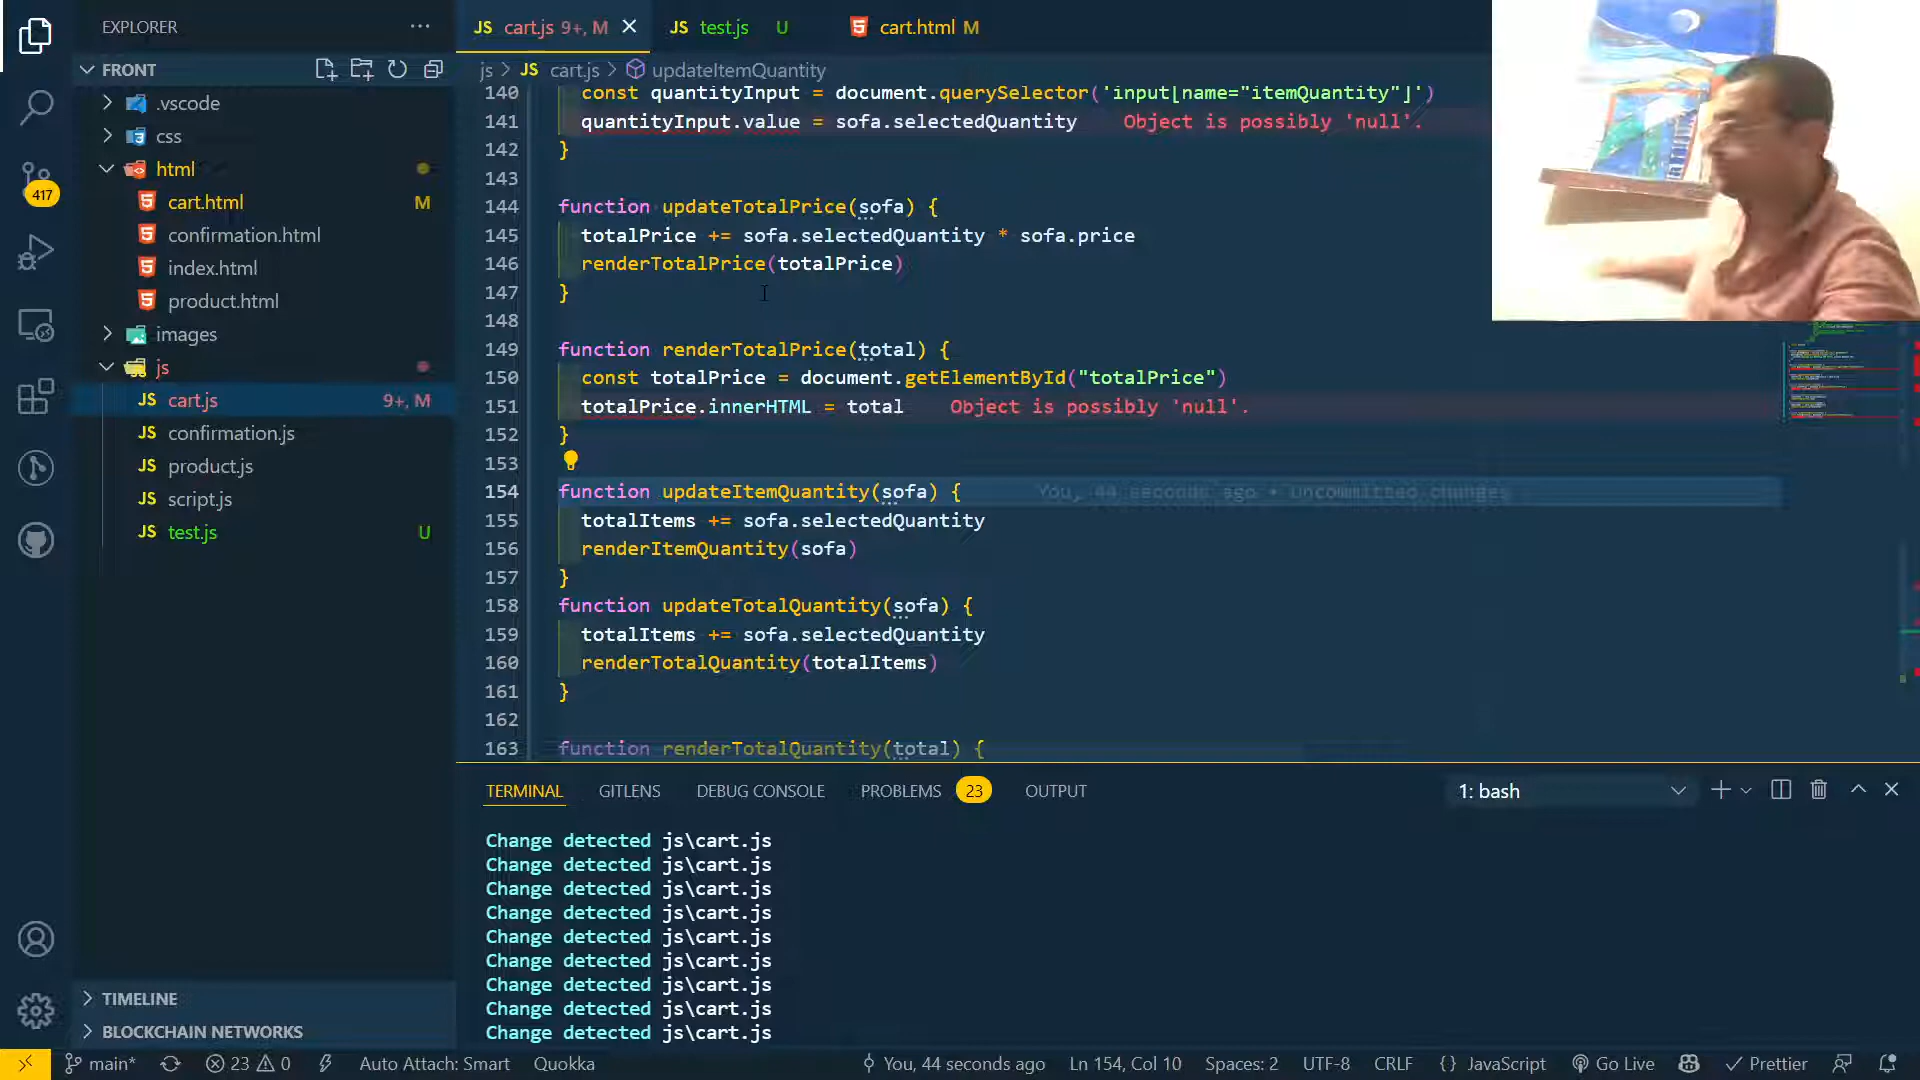 EXPLORER
FRONT
.vscode
css
html
cart.html M
confirmation.html
index.html
product.html
images
js
cart.js 9+, M
confirmation.js
product.js
script.js
test.js U
TIMELINE
BLOCKCHAIN NETWORKS
417
JS cart.js 9+, M
JS test.js U
cart.html M
js > JS cart.js > updateItemQuantity
140 const quantityInput = document.querySelector('input[name="itemQuantity"]')
141 quantityInput.value = sofa.selectedQuantity Object is possibly 'null'.
142 }
143
144 function updateTotalPrice(sofa) {
145 totalPrice += sofa.selectedQuantity * sofa.price
146 renderTotalPrice(totalPrice)
147 }
148
149 function renderTotalPrice(total) {
150 const totalPrice = document.getElementById("totalPrice")
151 totalPrice.innerHTML = total Object is possibly 'null'.
152 }
153
154 function updateItemQuantity(sofa) { You, 44 seconds ago • Uncommitted changes
155 totalItems += sofa.selectedQuantity
156 renderItemQuantity(sofa)
157 }
158 function updateTotalQuantity(sofa) {
159 totalItems += sofa.selectedQuantity
160 renderTotalQuantity(totalItems)
161 }
162
163 function renderTotalQuantity(total) {
TERMINAL GITLENS DEBUG CONSOLE PROBLEMS 23 OUTPUT 1: bash
Change detected js\cart.js
Change detected js\cart.js
Change detected js\cart.js
Change detected js\cart.js
Change detected js\cart.js
Change detected js\cart.js
Change detected js\cart.js
Change detected js\cart.js
Change detected js\cart.js
main* 23 0 Auto Attach: Smart Quokka You, 44 seconds ago Ln 154, Col 10 Spaces: 2 UTF-8 CRLF {} JavaScript Go Live Prettier